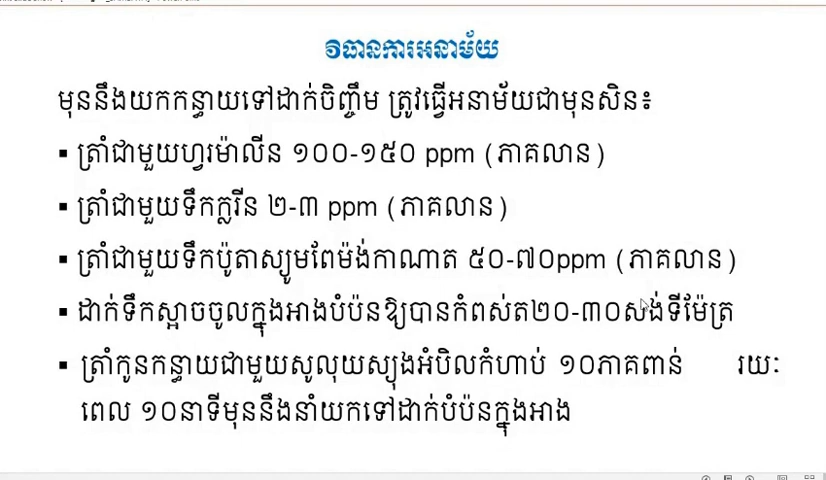 វិធានការអនាម័យ
មុននឹងយកកន្ធាយទៅដាក់ចិញ្ចឹម ត្រូវធ្វើអនាម័យជាមុនសិន៖
▪ ត្រាំជាមួយហ្វរម៉ាលីន ១០០-១៥០ ppm (ភាគលាន)
▪ ត្រាំជាមួយទឹកក្លរីន ២-៣ ppm (ភាគលាន)
▪ ត្រាំជាមួយទឹកប៉ូតាស្យូមពែម៉ង់កាណាត ៥០-៧០ppm (ភាគលាន)
▪ ដាក់ទឹកស្អាចចូលក្នុងអាងបំប៉នឱ្យបានកំពស់ត២០-៣០សង់ទីម៉ែត្រ
▪ ត្រាំកូនកន្ធាយជាមួយសូលុយស្យុងអំបិលកំហាប់ ១០ភាគពាន់ រយៈ
ពេល ១០នាទីមុននឹងនាំយកទៅដាក់បំប៉នក្នុងអាង